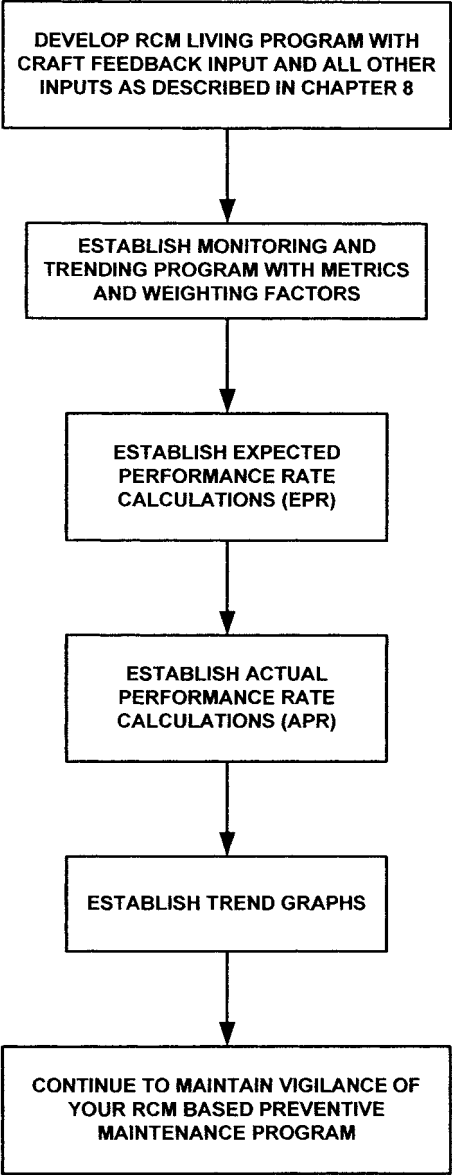 DEVELOP RCM LIVING PROGRAM WITH
CRAFT FEEDBACK INPUT AND ALL OTHER
INPUTS AS DESCRIBED IN CHAPTER 8
ESTABLISH MONITORING AND
TRENDING PROGRAM WITH METRICS
AND WEIGHTING FACTORS
ESTABLISH EXPECTED
PERFORMANCE RATE
CALCULATIONS (EPR)
ESTABLISH ACTUAL
PERFORMANCE RATE
CALCULATIONS (APR)
ESTABLISH TREND GRAPHS
CONTINUE TO MAINTAIN VIGILANCE OF
YOUR RCM BASED PREVENTIVE
MAINTENANCE PROGRAM